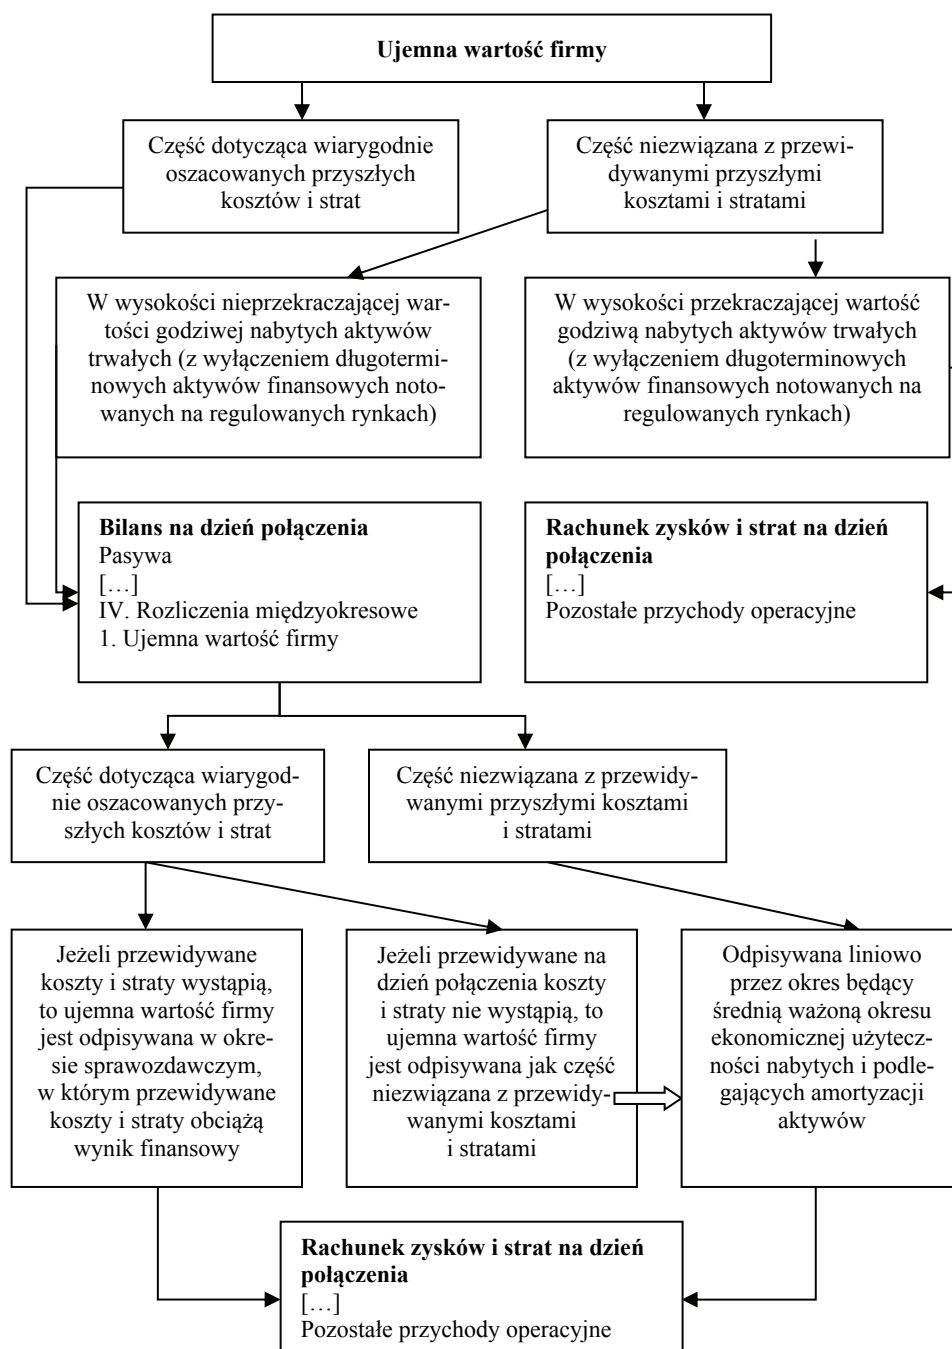 Ujemna wartość firmy
Część dotycząca wiarygodnie
oszacowanych przyszłych
kosztów i strat
Część niezwiązana z przewi-
dywanymi przyszłymi
kosztami i stratami
W wysokości nieprzekraczającej war-
tości godziwej nabytych aktywów
trwałych (z wyłączeniem długotermi-
nowych aktywów finansowych noto-
wanych na regulowanych rynkach)
W wysokości przekraczającej wartość
godziwą nabytych aktywów trwałych
(z wyłączeniem długoterminowych
aktywów finansowych notowanych na
regulowanych rynkach)
Bilans na dzień połączenia
Pasywa
[…]
IV. Rozliczenia międzyokresowe
1. Ujemna wartość firmy
Rachunek zysków i strat na dzień
połączenia
[…]
Pozostałe przychody operacyjne
Część dotycząca wiarygod-
nie oszacowanych przy-
szłych kosztów i strat
Część niezwiązana z przewidy-
wanymi przyszłymi kosztami
i stratami
Jeżeli przewidywane
koszty i straty wystąpią,
to ujemna wartość firmy
jest odpisywana w okre-
sie sprawozdawczym,
w którym przewidywane
koszty i straty obciążą
wynik finansowy
Jeżeli przewidywane na
dzień połączenia koszty
i straty nie wystąpią, to
ujemna wartość firmy
jest odpisywana jak część
niezwiązana z przewidy-
wanymi kosztami
i stratami
Odpisywana liniowo
przez okres będący
średnią ważoną okresu
ekonomicznej użytecz-
ności nabytych i podle-
gających amortyzacji
aktywów
Rachunek zysków i strat na dzień
połączenia
[…]
Pozostałe przychody operacyjne